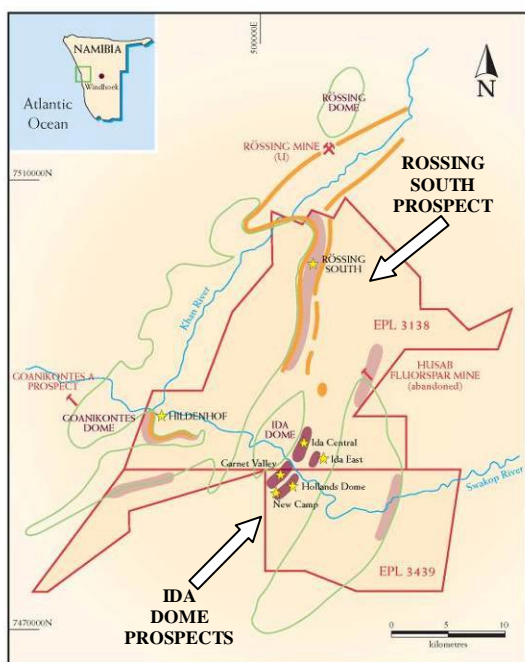 NAMIBIA
Windhoek
Atlantic
Ocean
500000E
N
RÖSSING
DOME
RÖSSING MINE
(U)
7510000N
ROSSING
SOUTH
PROSPECT
RÖSSING
SOUTH
Khan River
EPL 3138
GOANIKONTES A
PROSPECT
HUSAB
FLUORSPAR MINE
(abandoned)
GOANIKONTES
DOME
HILDENHOF
IDA
DOME
Ida Central
Garnet Valley
Ida East
Hollands Dome
New Camp
Swakop River
EPL 3439
IDA
DOME
PROSPECTS
7470000N
0 5 10
kilometres